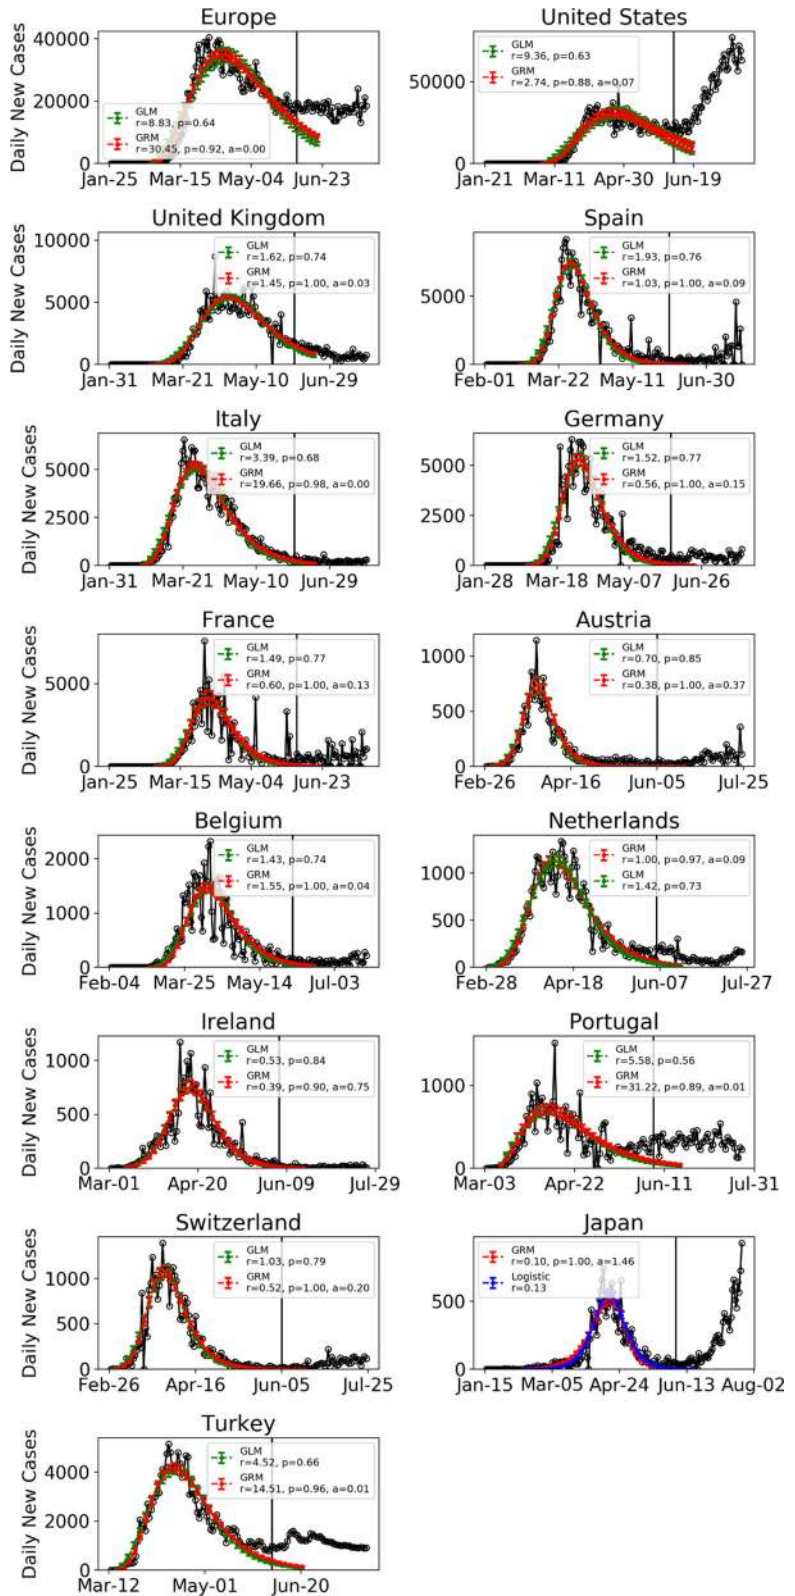 Europe
Daily New Cases
40000
20000
0
GLM
r=8.83, p=0.64
GRM
r=30.45, p=0.92, a=0.00
Jan-25 Mar-15 May-04 Jun-23
United States
50000
0
GLM
r=9.36, p=0.63
GRM
r=2.74, p=0.88, a=0.07
Jan-21 Mar-11 Apr-30 Jun-19
United Kingdom
Daily New Cases
10000
5000
0
GLM
r=1.62, p=0.74
GRM
r=1.45, p=1.00, a=0.03
Jan-31 Mar-21 May-10 Jun-29
Spain
5000
0
GLM
r=1.93, p=0.76
GRM
r=1.03, p=1.00, a=0.09
Feb-01 Mar-22 May-11 Jun-30
Italy
Daily New Cases
5000
2500
0
GLM
r=3.39, p=0.68
GRM
r=19.66, p=0.98, a=0.00
Jan-31 Mar-21 May-10 Jun-29
Germany
5000
2500
0
GLM
r=1.52, p=0.77
GRM
r=0.56, p=1.00, a=0.15
Jan-28 Mar-18 May-07 Jun-26
France
Daily New Cases
5000
0
GLM
r=1.49, p=0.77
GRM
r=0.60, p=1.00, a=0.13
Jan-25 Mar-15 May-04 Jun-23
Austria
1000
500
0
GLM
r=0.70, p=0.85
GRM
r=0.38, p=1.00, a=0.37
Feb-26 Apr-16 Jun-05 Jul-25
Belgium
Daily New Cases
2000
1000
0
GLM
r=1.43, p=0.74
GRM
r=1.55, p=1.00, a=0.04
Feb-04 Mar-25 May-14 Jul-03
Netherlands
1000
500
0
GRM
r=1.00, p=0.97, a=0.09
GLM
r=1.42, p=0.73
Feb-28 Apr-18 Jun-07 Jul-27
Ireland
Daily New Cases
1000
500
0
GLM
r=0.53, p=0.84
GRM
r=0.39, p=0.90, a=0.75
Mar-01 Apr-20 Jun-09 Jul-29
Portugal
1000
0
GLM
r=5.58, p=0.56
GRM
r=31.22, p=0.89, a=0.01
Mar-03 Apr-22 Jun-11 Jul-31
Switzerland
Daily New Cases
1000
500
0
GLM
r=1.03, p=0.79
GRM
r=0.52, p=1.00, a=0.20
Feb-26 Apr-16 Jun-05 Jul-25
Japan
500
0
GRM
r=0.10, p=1.00, a=1.46
Logistic
r=0.13
Jan-15 Mar-05 Apr-24 Jun-13 Aug-02
Turkey
Daily New Cases
4000
2000
0
GLM
r=4.52, p=0.66
GRM
r=14.51, p=0.96, a=0.01
Mar-12 May-01 Jun-20